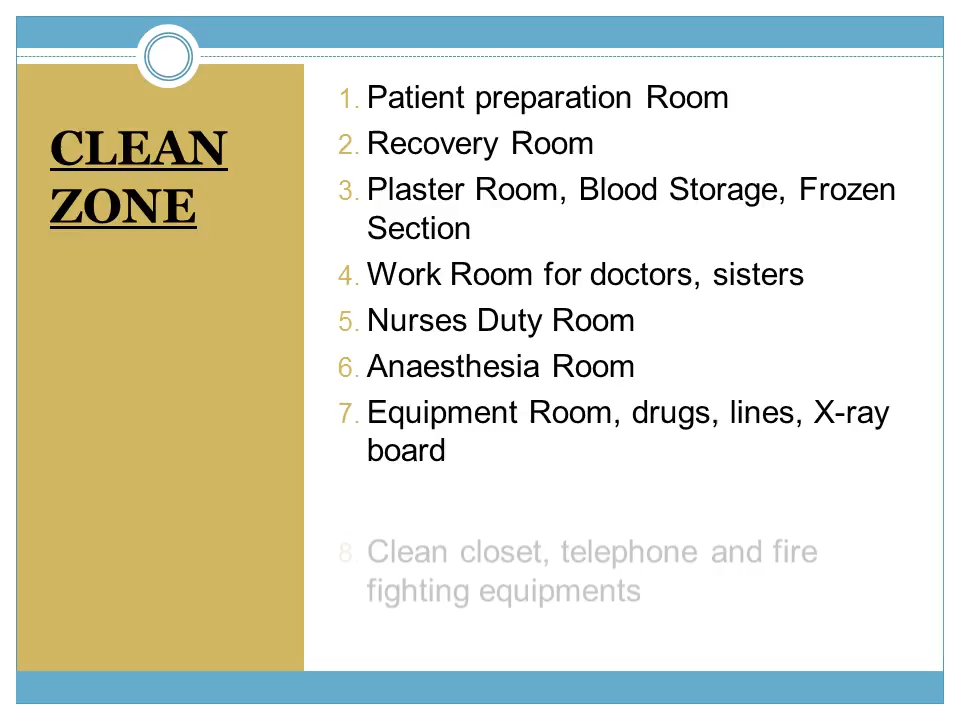 CLEAN
ZONE
1. Patient preparation Room
2. Recovery Room
3. Plaster Room, Blood Storage, Frozen
Section
4. Work Room for doctors, sisters
5. Nurses Duty Room
6. Anaesthesia Room
7. Equipment Room, drugs, lines, X-ray
board
8. Clean closet, telephone and fire
fighting equipments